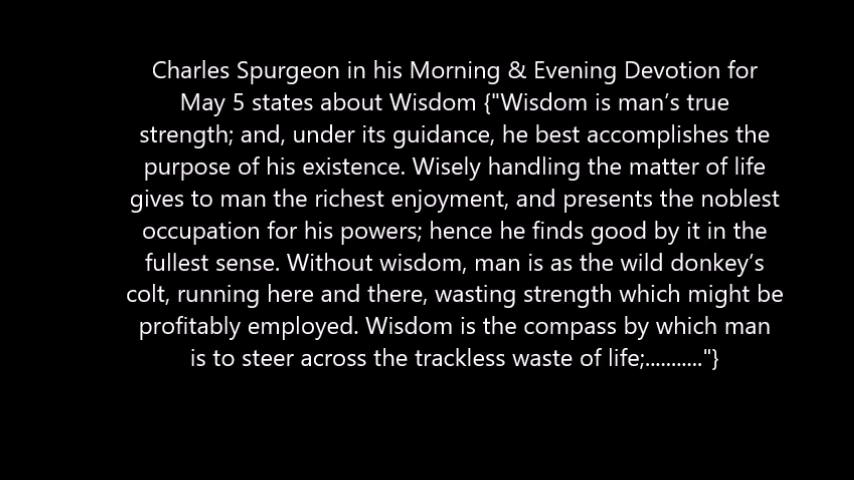 Charles Spurgeon in his Morning & Evening Devotion for
May 5 states about Wisdom {"Wisdom is man’s true
strength; and, under its guidance, he best accomplishes the
purpose of his existence. Wisely handling the matter of life
gives to man the richest enjoyment, and presents the noblest
occupation for his powers; hence he finds good by it in the
fullest sense. Without wisdom, man is as the wild donkey’s
colt, running here and there, wasting strength which might be
profitably employed. Wisdom is the compass by which man
is to steer across the trackless waste of life;..........."}